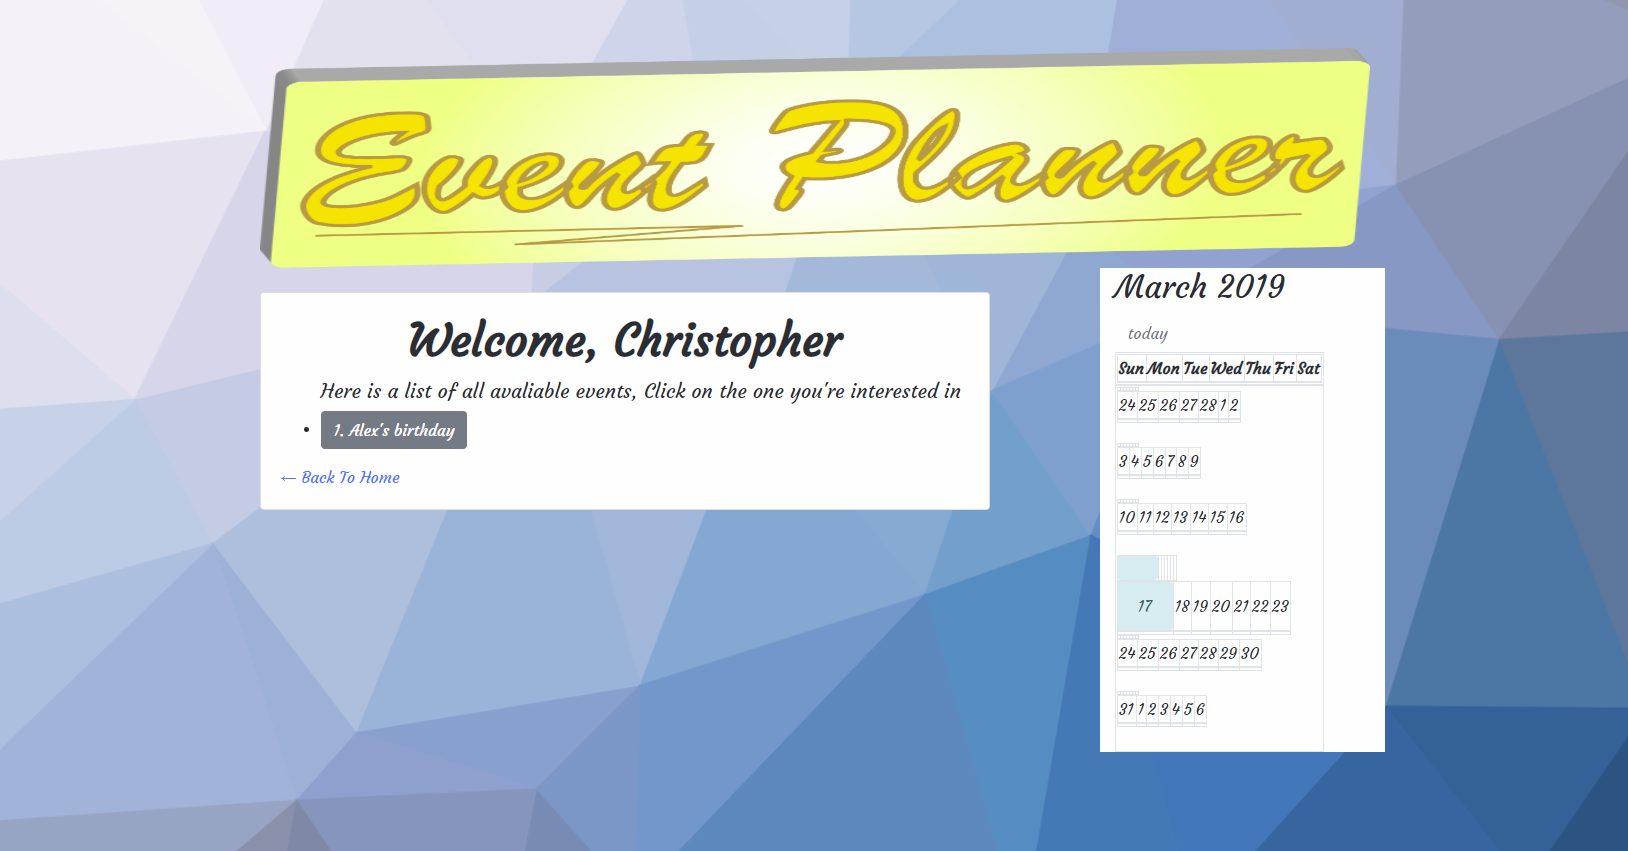 Event Planner
Welcome, Christopher
Here is a list of all avaliable events, Click on the one you're interested in
1. Alex's birthday
← Back To Home
March 2019
today
Sun Mon Tue Wed Thu Fri Sat
24 25 26 27 28 1 2
3 4 5 6 7 8 9
10 11 12 13 14 15 16
17 18 19 20 21 22 23
24 25 26 27 28 29 30
31 1 2 3 4 5 6